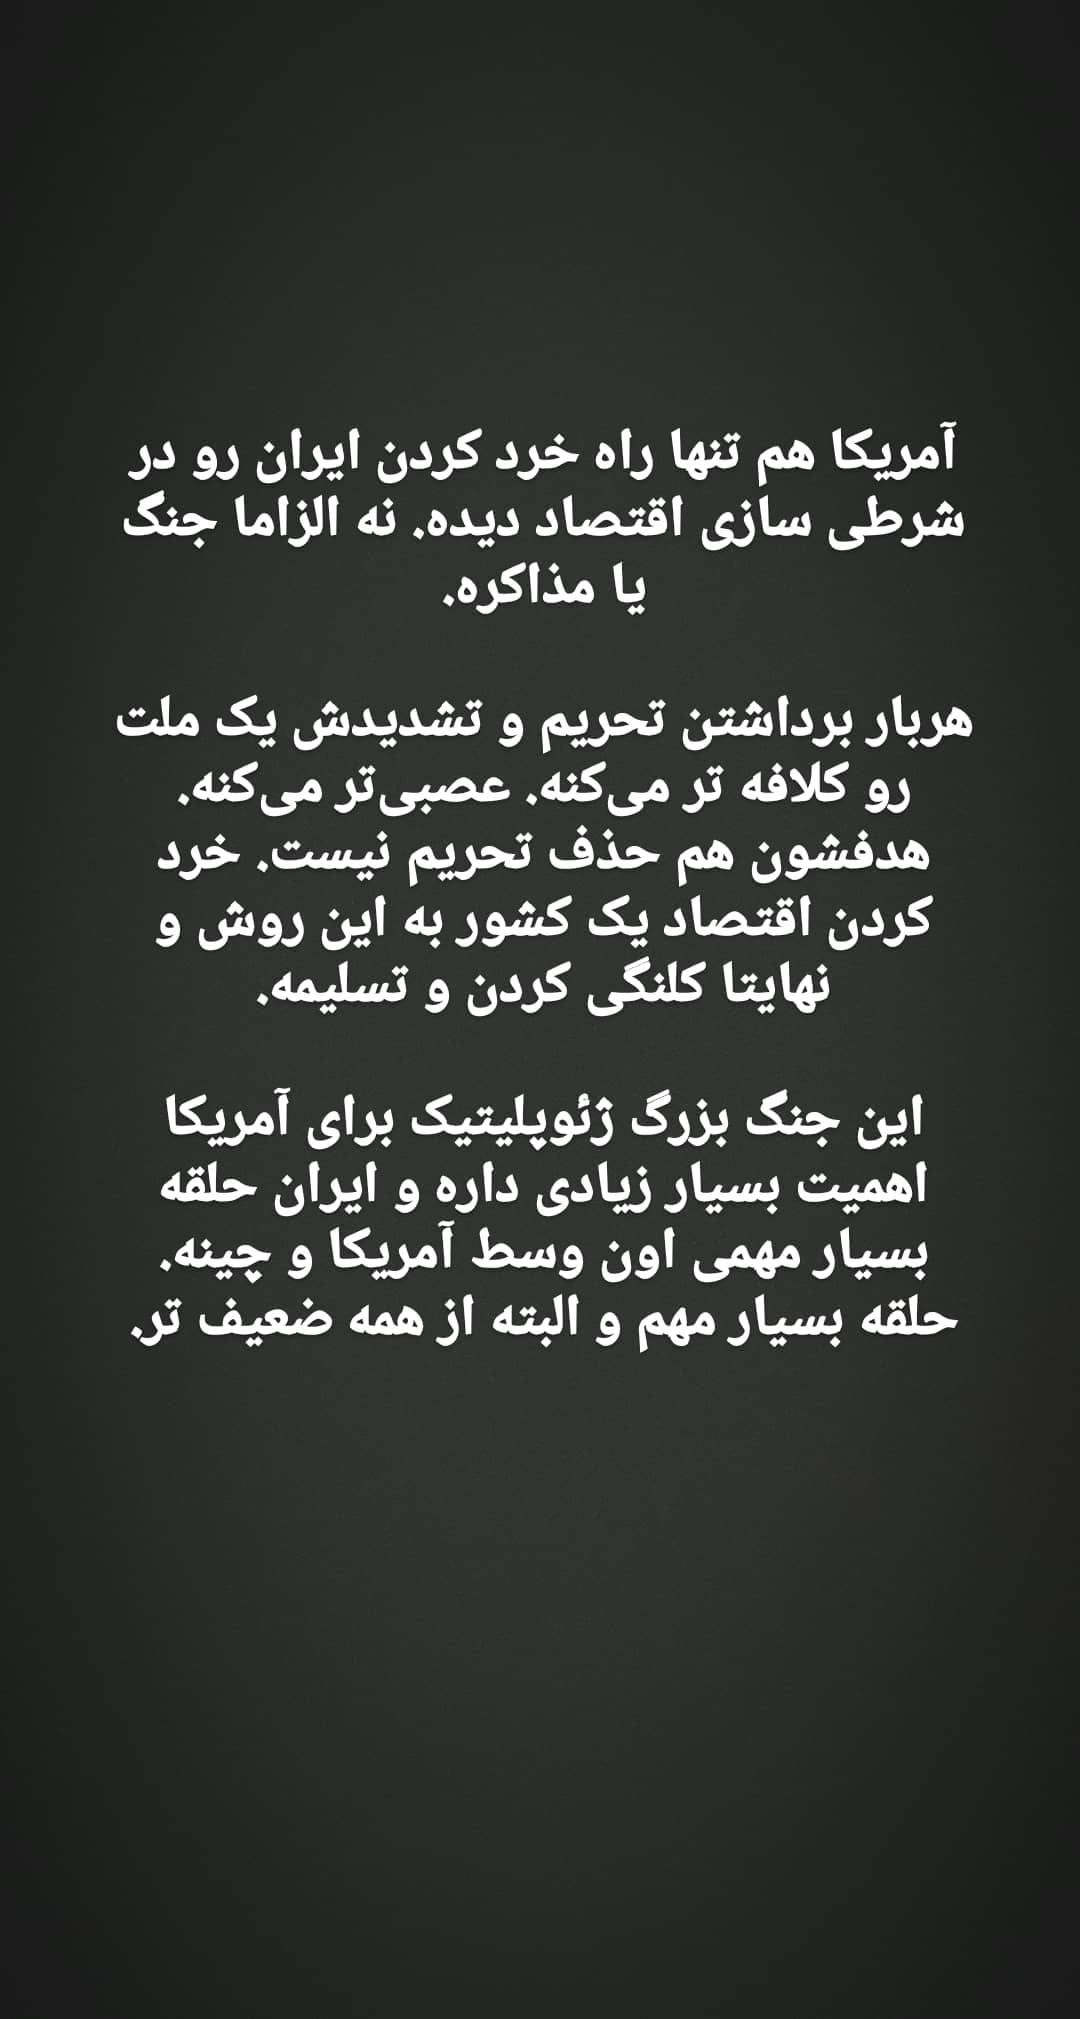 آمریکا هم تنها راه خرد کردن ایران رو در
شرطی سازی اقتصاد دیده. نه الزاما جنگ
یا مذاکره.
هربار برداشتن تحریم و تشدیدش یک ملت
رو کلافه تر می‌کنه. عصبی‌تر می‌کنه.
هدفشون هم حذف تحریم نیست. خرد
کردن اقتصاد یک کشور به این روش و
نهایتا کلنگی کردن و تسلیمه.
این جنگ بزرگ ژئوپلیتیک برای آمریکا
اهمیت بسیار زیادی داره و ایران حلقه
بسیار مهمی اون وسط آمریکا و چینه.
حلقه بسیار مهم و البته از همه ضعیف تر.